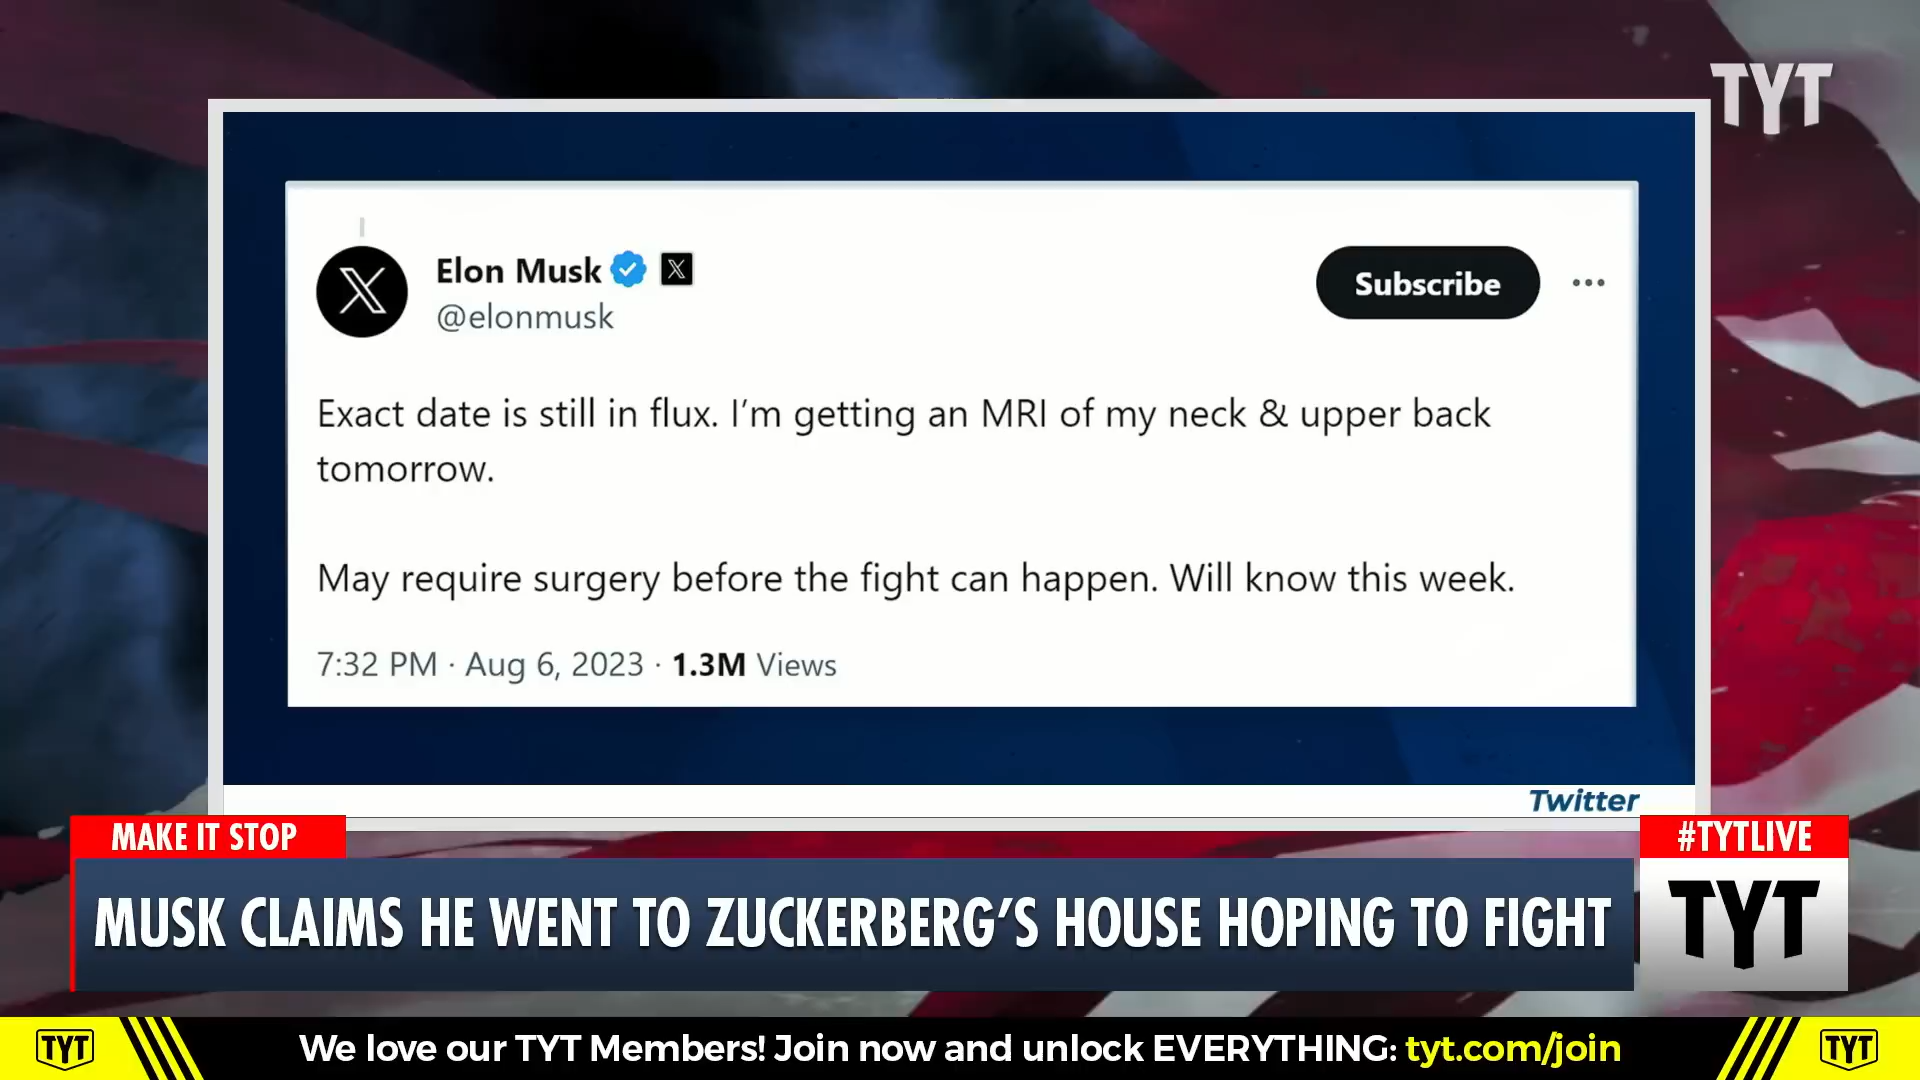 TYT
Elon Musk
@elonmusk
Subscribe
Exact date is still in flux. I’m getting an MRI of my neck & upper back
tomorrow.
May require surgery before the fight can happen. Will know this week.
7:32 PM · Aug 6, 2023 · 1.3M Views
Twitter
MAKE IT STOP
#TYTLIVE
MUSK CLAIMS HE WENT TO ZUCKERBERG’S HOUSE HOPING TO FIGHT
TYT
TYT
We love our TYT Members! Join now and unlock EVERYTHING: tyt.com/join
TYT